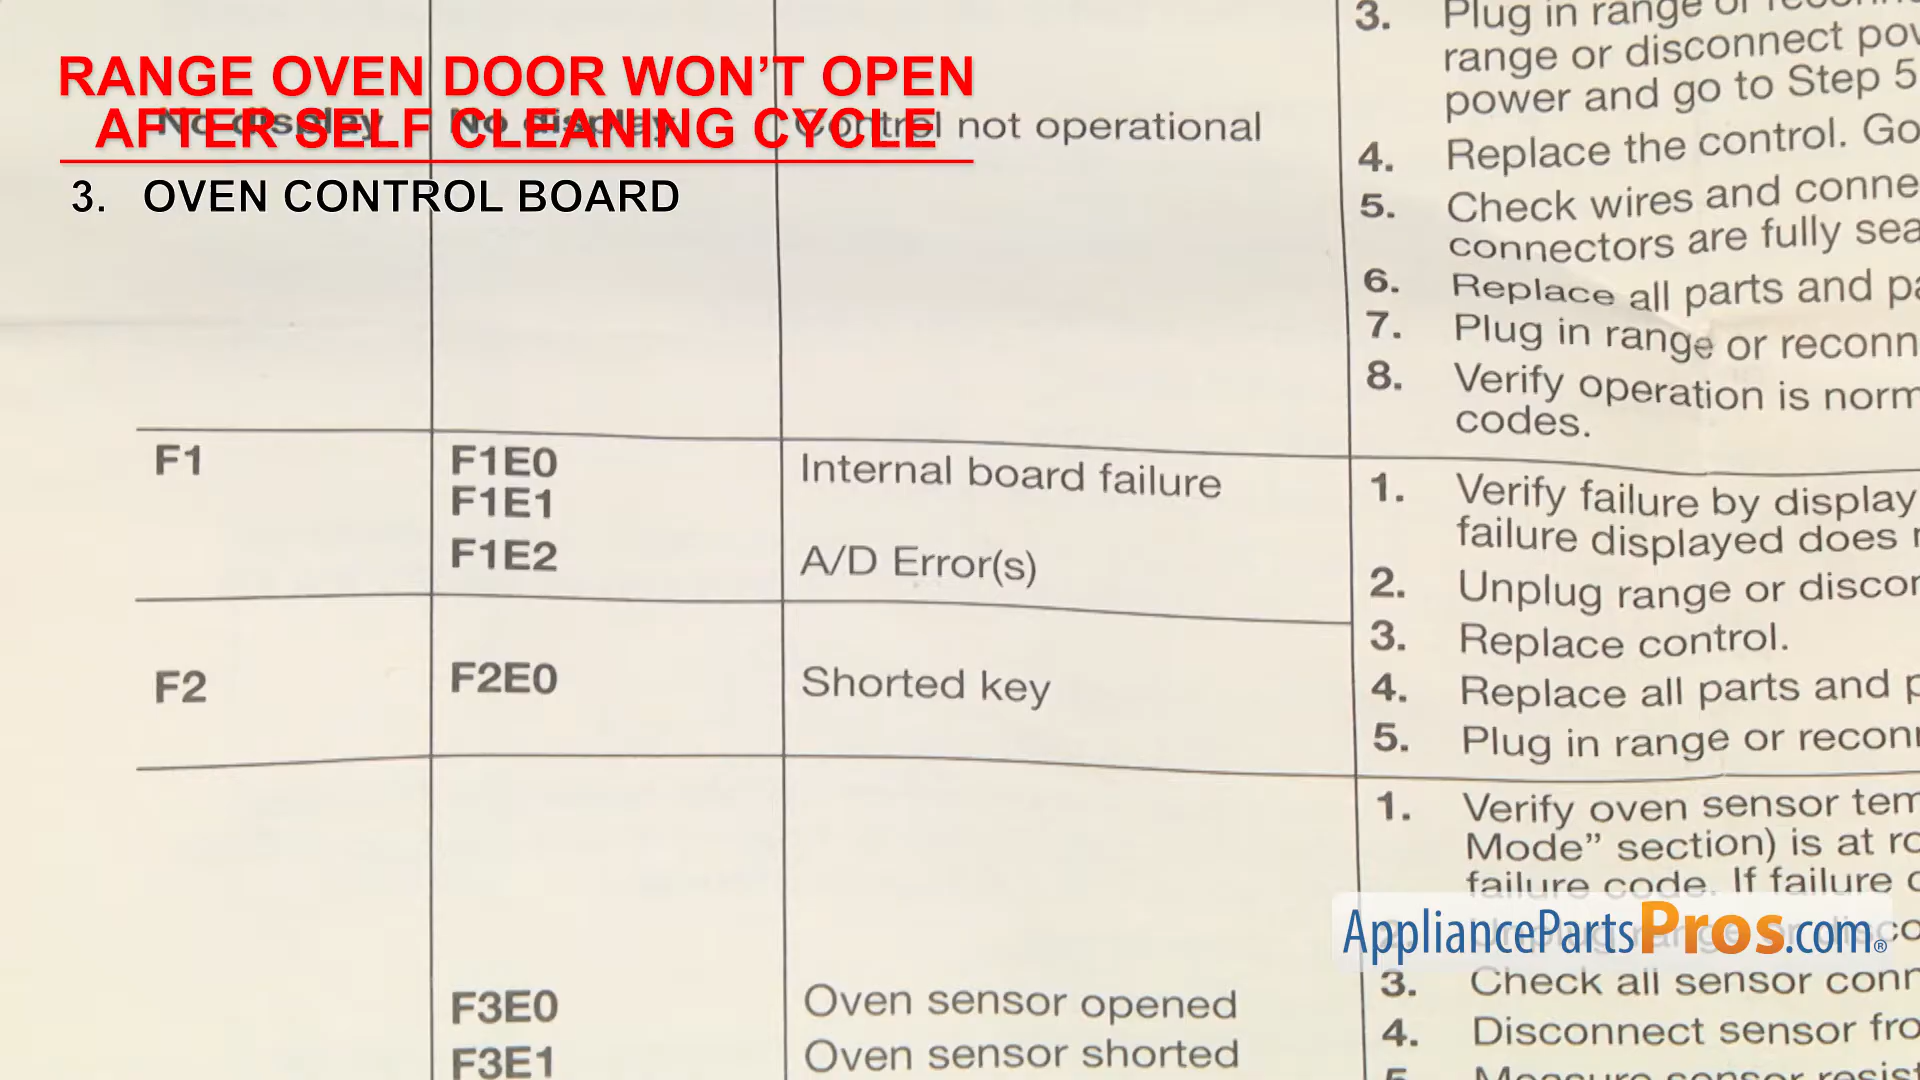 RANGE OVEN DOOR WON'T OPEN
AFTER SELF CLEANING CYCLE
3. OVEN CONTROL BOARD
No display No display Control not operational
F1 F1E0 Internal board failure
F1E1
F1E2 A/D Error(s)
F2 F2E0 Shorted key
F3E0 Oven sensor opened
F3E1 Oven sensor shorted
3. Plug in range or
range or disconnect
power and go to Step 5
4. Replace the control. Go
5. Check wires and
connectors are fully
6. Replace all parts and
7. Plug in range or
8. Verify operation is
codes.
1. Verify failure by display
failure displayed does
2. Unplug range or
3. Replace control.
4. Replace all parts and
5. Plug in range or
1. Verify oven sensor
Mode" section) is at
failure code. If failure
3. Check all sensor
4. Disconnect sensor
Measure sensor
AppliancePartsPros.com®